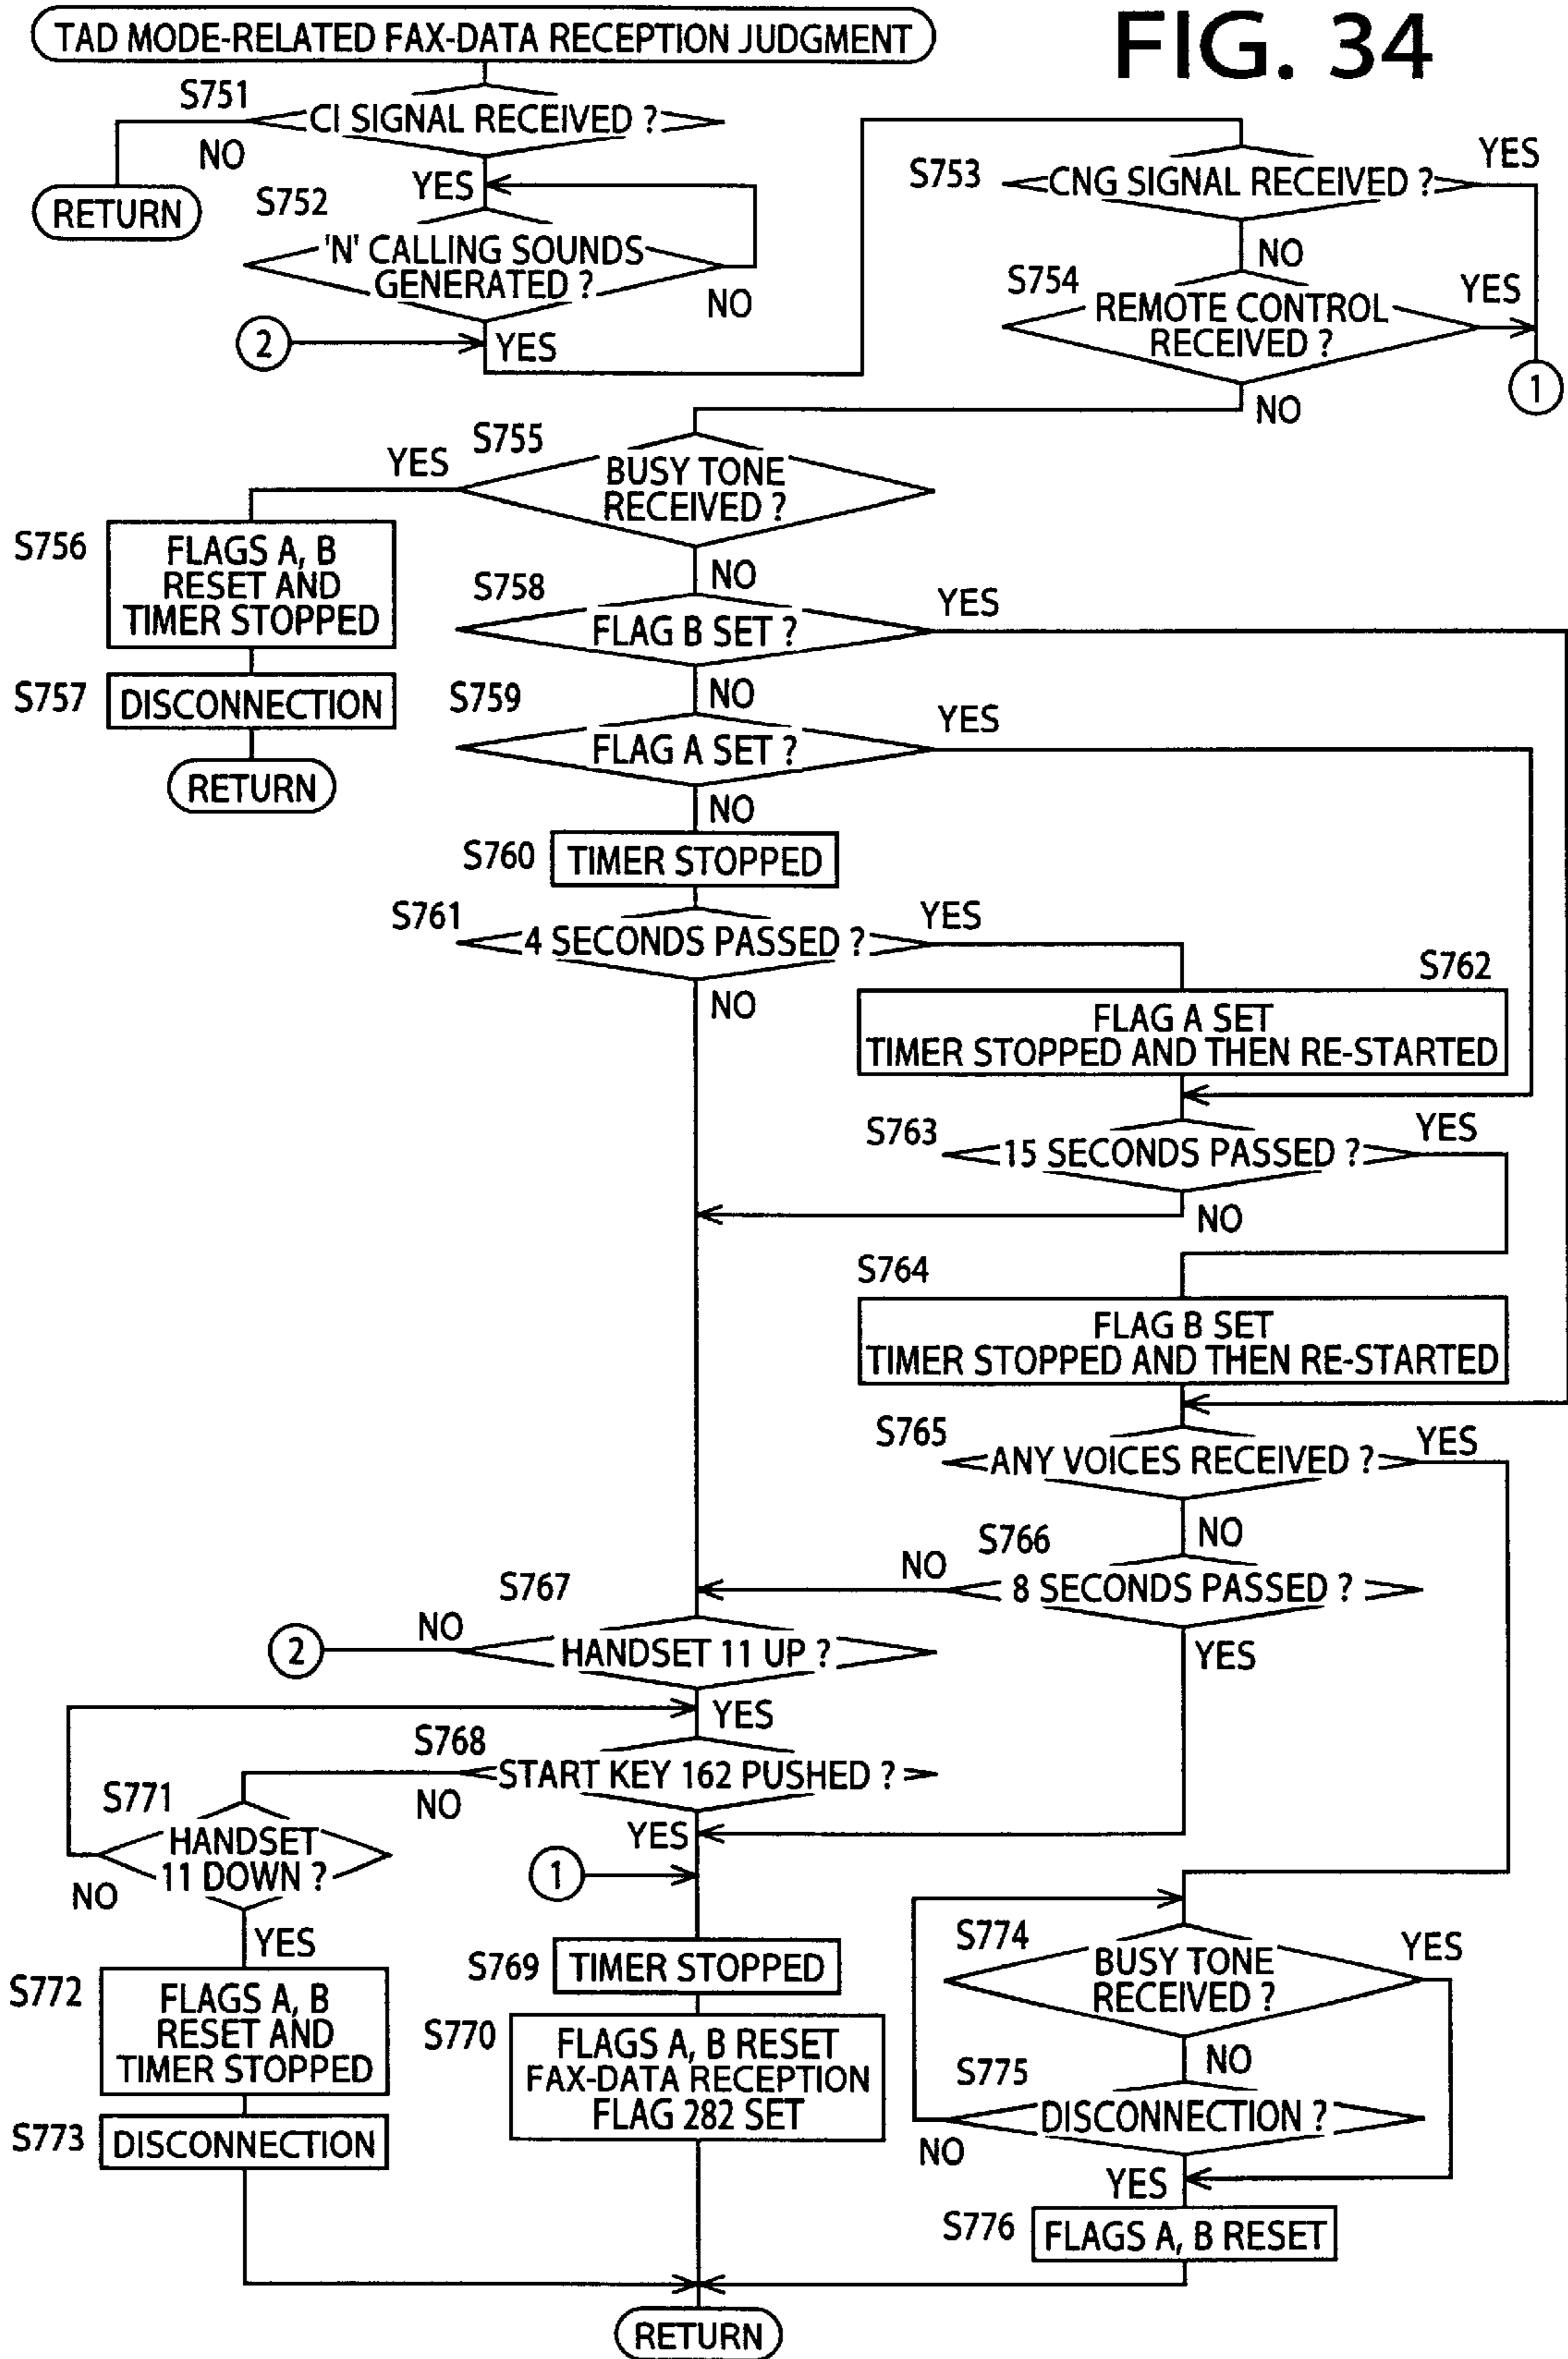 FIG. 34
TAD MODE-RELATED FAX-DATA RECEPTION JUDGMENT
S751
CI SIGNAL RECEIVED ?
NO
YES
RETURN
S752
'N' CALLING SOUNDS
GENERATED ?
NO
2
YES
S753
CNG SIGNAL RECEIVED ?
YES
NO
S754
REMOTE CONTROL
RECEIVED ?
YES
1
NO
S755
YES
BUSY TONE
RECEIVED ?
S756
FLAGS A, B
RESET AND
TIMER STOPPED
NO
S757
DISCONNECTION
RETURN
S758
FLAG B SET ?
YES
NO
S759
FLAG A SET ?
YES
NO
S760
TIMER STOPPED
S761
4 SECONDS PASSED ?
YES
NO
S762
FLAG A SET
TIMER STOPPED AND THEN RE-STARTED
S763
15 SECONDS PASSED ?
YES
NO
S764
FLAG B SET
TIMER STOPPED AND THEN RE-STARTED
S765
ANY VOICES RECEIVED ?
YES
NO
S766
NO
8 SECONDS PASSED ?
YES
S767
2
NO
HANDSET 11 UP ?
YES
S768
START KEY 162 PUSHED ?
NO
YES
S771
HANDSET
11 DOWN ?
NO
YES
1
S772
FLAGS A, B
RESET AND
TIMER STOPPED
S773
DISCONNECTION
S769
TIMER STOPPED
S770
FLAGS A, B RESET
FAX-DATA RECEPTION
FLAG 282 SET
S774
BUSY TONE
RECEIVED ?
YES
NO
S775
DISCONNECTION ?
NO
YES
S776
FLAGS A, B RESET
RETURN